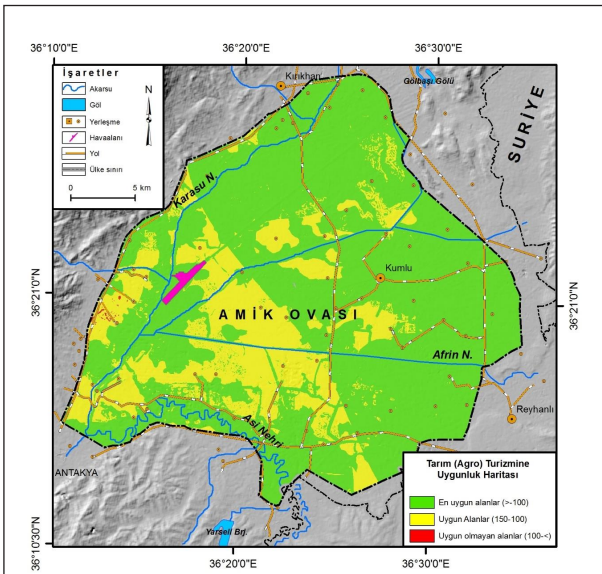 36°10'0"E
36°20'0"E
36°30'0"E
İşaretler
Akarsu
Göl
Yerleşme
Havaalanı
Yol
Ülke sınırı
N
0 5 km
Kırıkhan
Gölbaşı Gölü
SURİYE
Karasu N.
Kumlu
36°21'0"N
36°21'0"N
AMİK OVASI
Afrin N.
Reyhanlı
Asi Nehri
ANTAKYA
Yarseli Brj.
Tarım (Agro) Turizmine
Uygunluk Haritası
En uygun alanlar (>-100)
Uygun Alanlar (150-100)
Uygun olmayan alanlar (100-<)
36°10'30"N
36°20'0"E
36°30'0"E